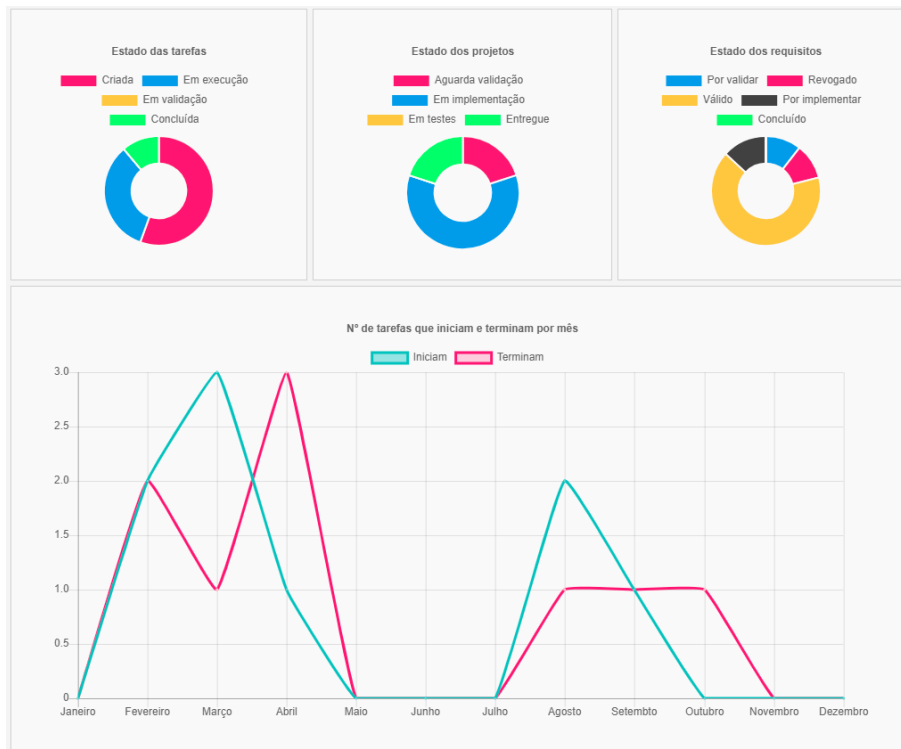 Estado das tarefas
Criada Em execução
Em validação
Concluída
Estado dos projetos
Aguarda validação
Em implementação
Em testes Entregue
Estado dos requisitos
Por validar Revogado
Válido Por implementar
Concluído
Nº de tarefas que iniciam e terminam por mês
Iniciam Terminam
3.0
2.5
2.0
1.5
1.0
0.5
0
Janeiro Fevereiro Março Abril Maio Junho Julho Agosto Setembto Outubro Novembro Dezembro